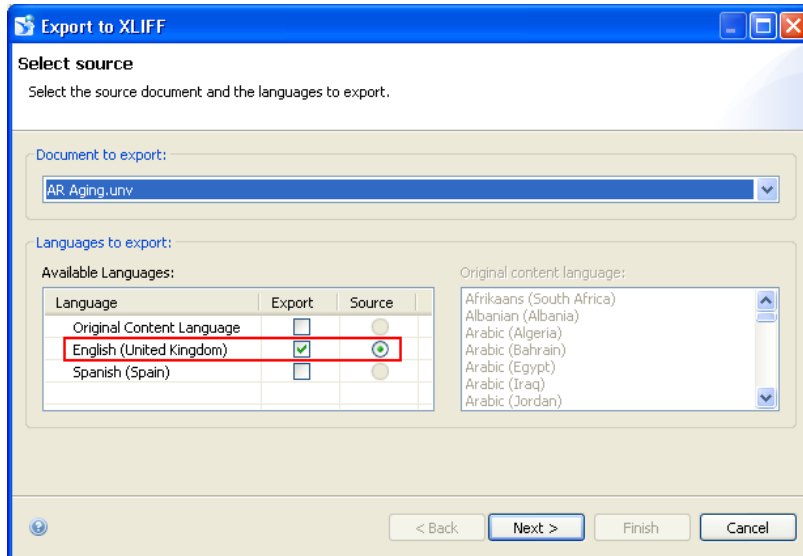 Export to XLIFF
Select source
Select the source document and the languages to export.
Document to export:
AR Aging.unv
Languages to export:
Available Languages:
Language Export Source
Original Content Language
English (United Kingdom)
Spanish (Spain)
Original content language:
Afrikaans (South Africa)
Albanian (Albania)
Arabic (Algeria)
Arabic (Bahrain)
Arabic (Egypt)
Arabic (Iraq)
Arabic (Jordan)
< Back Next > Finish Cancel